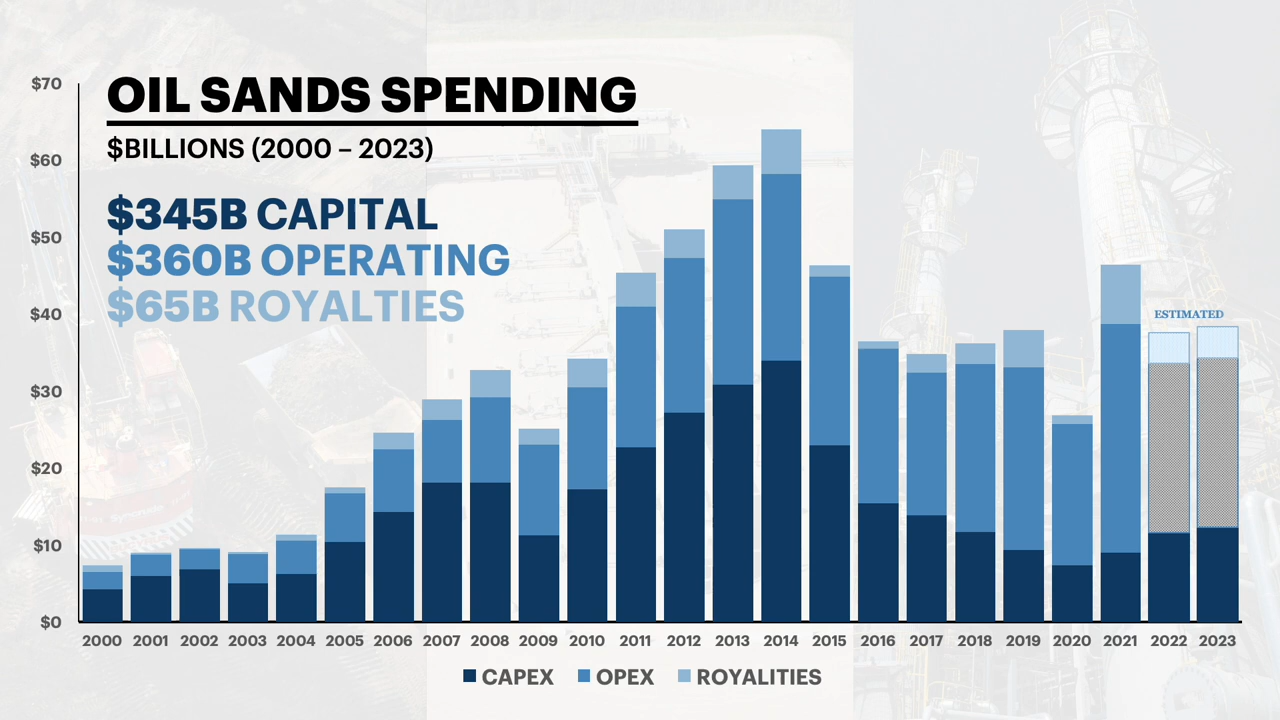 OIL SANDS SPENDING
$BILLIONS (2000 – 2023)
$345B CAPITAL
$360B OPERATING
$65B ROYALTIES
$70
$60
$50
$40
$30
$20
$10
$0
ESTIMATED
2000 2001 2002 2003 2004 2005 2006 2007 2008 2009 2010 2011 2012 2013 2014 2015 2016 2017 2018 2019 2020 2021 2022 2023
CAPEX OPEX ROYALITIES